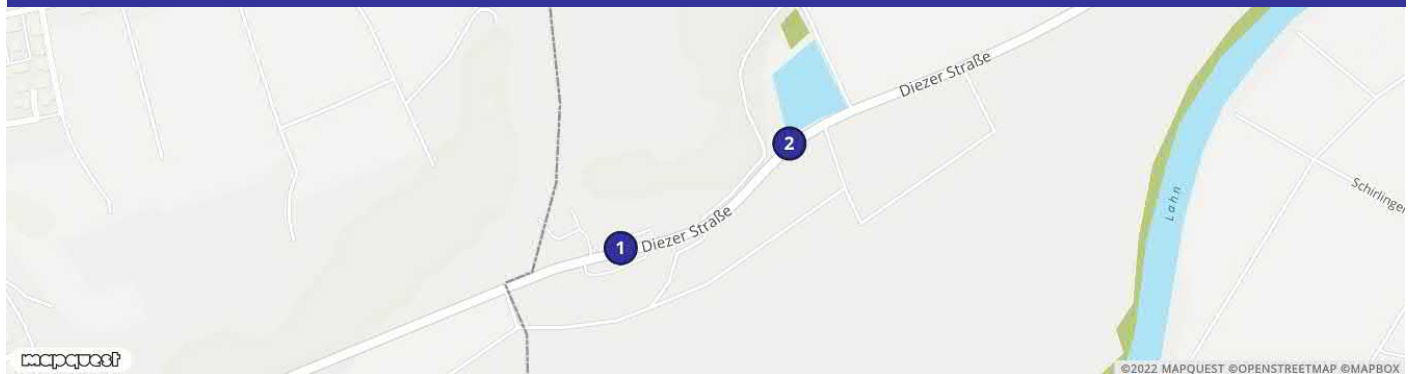 Diezer Straße
2
Lahn
Schirlinger
1
Diezer Straße
mapquest
©2022 MAPQUEST ©OPENSTREETMAP ©MAPBOX